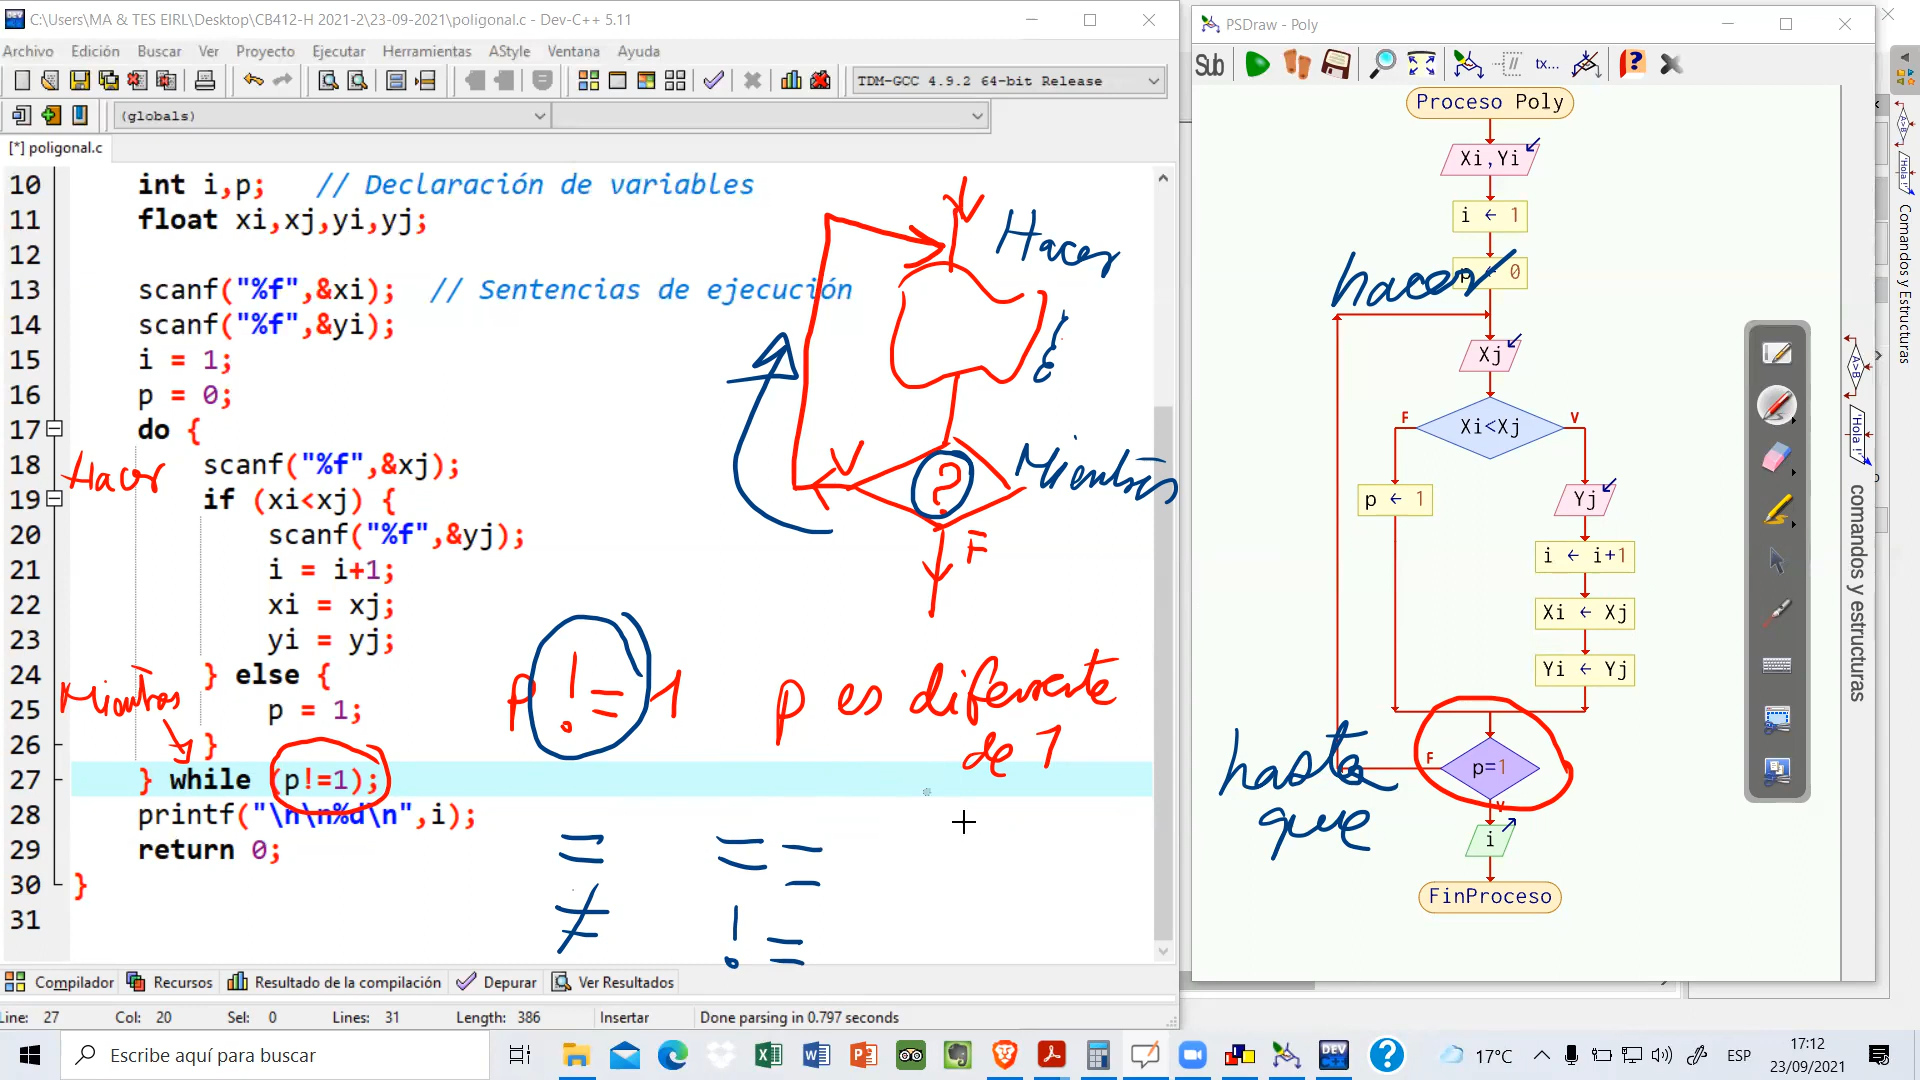 C:\Users\MA & TES EIRL\Desktop\CB412-H 2021-2\23-09-2021\poligonal.c - Dev-C++ 5.11
Archivo Edición Buscar Ver Proyecto Ejecutar Herramientas AStyle Ventana Ayuda
TDM-GCC 4.9.2 64-bit Release
(globals)
[*] poligonal.c
10 int i,p; // Declaración de variables
11 float xi,xj,yi,yj;
12
13 scanf("%f",&xi); // Sentencias de ejecución
14 scanf("%f",&yi);
15 i = 1;
16 p = 0;
17 do {
18 scanf("%f",&xj);
19 if (xi<xj) {
20 scanf("%f",&yj);
21 i = i+1;
22 xi = xj;
23 yi = yj;
24 } else {
25 p = 1;
26 }
27 } while (p!=1);
28 printf("\n\n%d\n",i);
29 return 0;
30 }
31
Hacer
Mientras
Hacer
?
V
F
Mientras
p != 1
p es diferente
de 1
= ==
≠ !=
Compilador Recursos Resultado de la compilación Depurar Ver Resultados
Line: 27 Col: 20 Sel: 0 Lines: 31 Length: 386 Insertar Done parsing in 0.797 seconds
PSDraw - Poly
Sub
tx...
Proceso Poly
Xi,Yi
i ← 1
p ← 0
hacer
Xj
F Xi<Xj V
p ← 1
Yj
i ← i+1
Xi ← Xj
Yi ← Yj
F p=1
V
hasta
que
i
FinProceso
A>B
'Hola !'
Comandos y Estructuras
A>B
'Hola !'
comandos y estructuras
Escribe aquí para buscar
DEV
17°C
ESP
17:12
23/09/2021